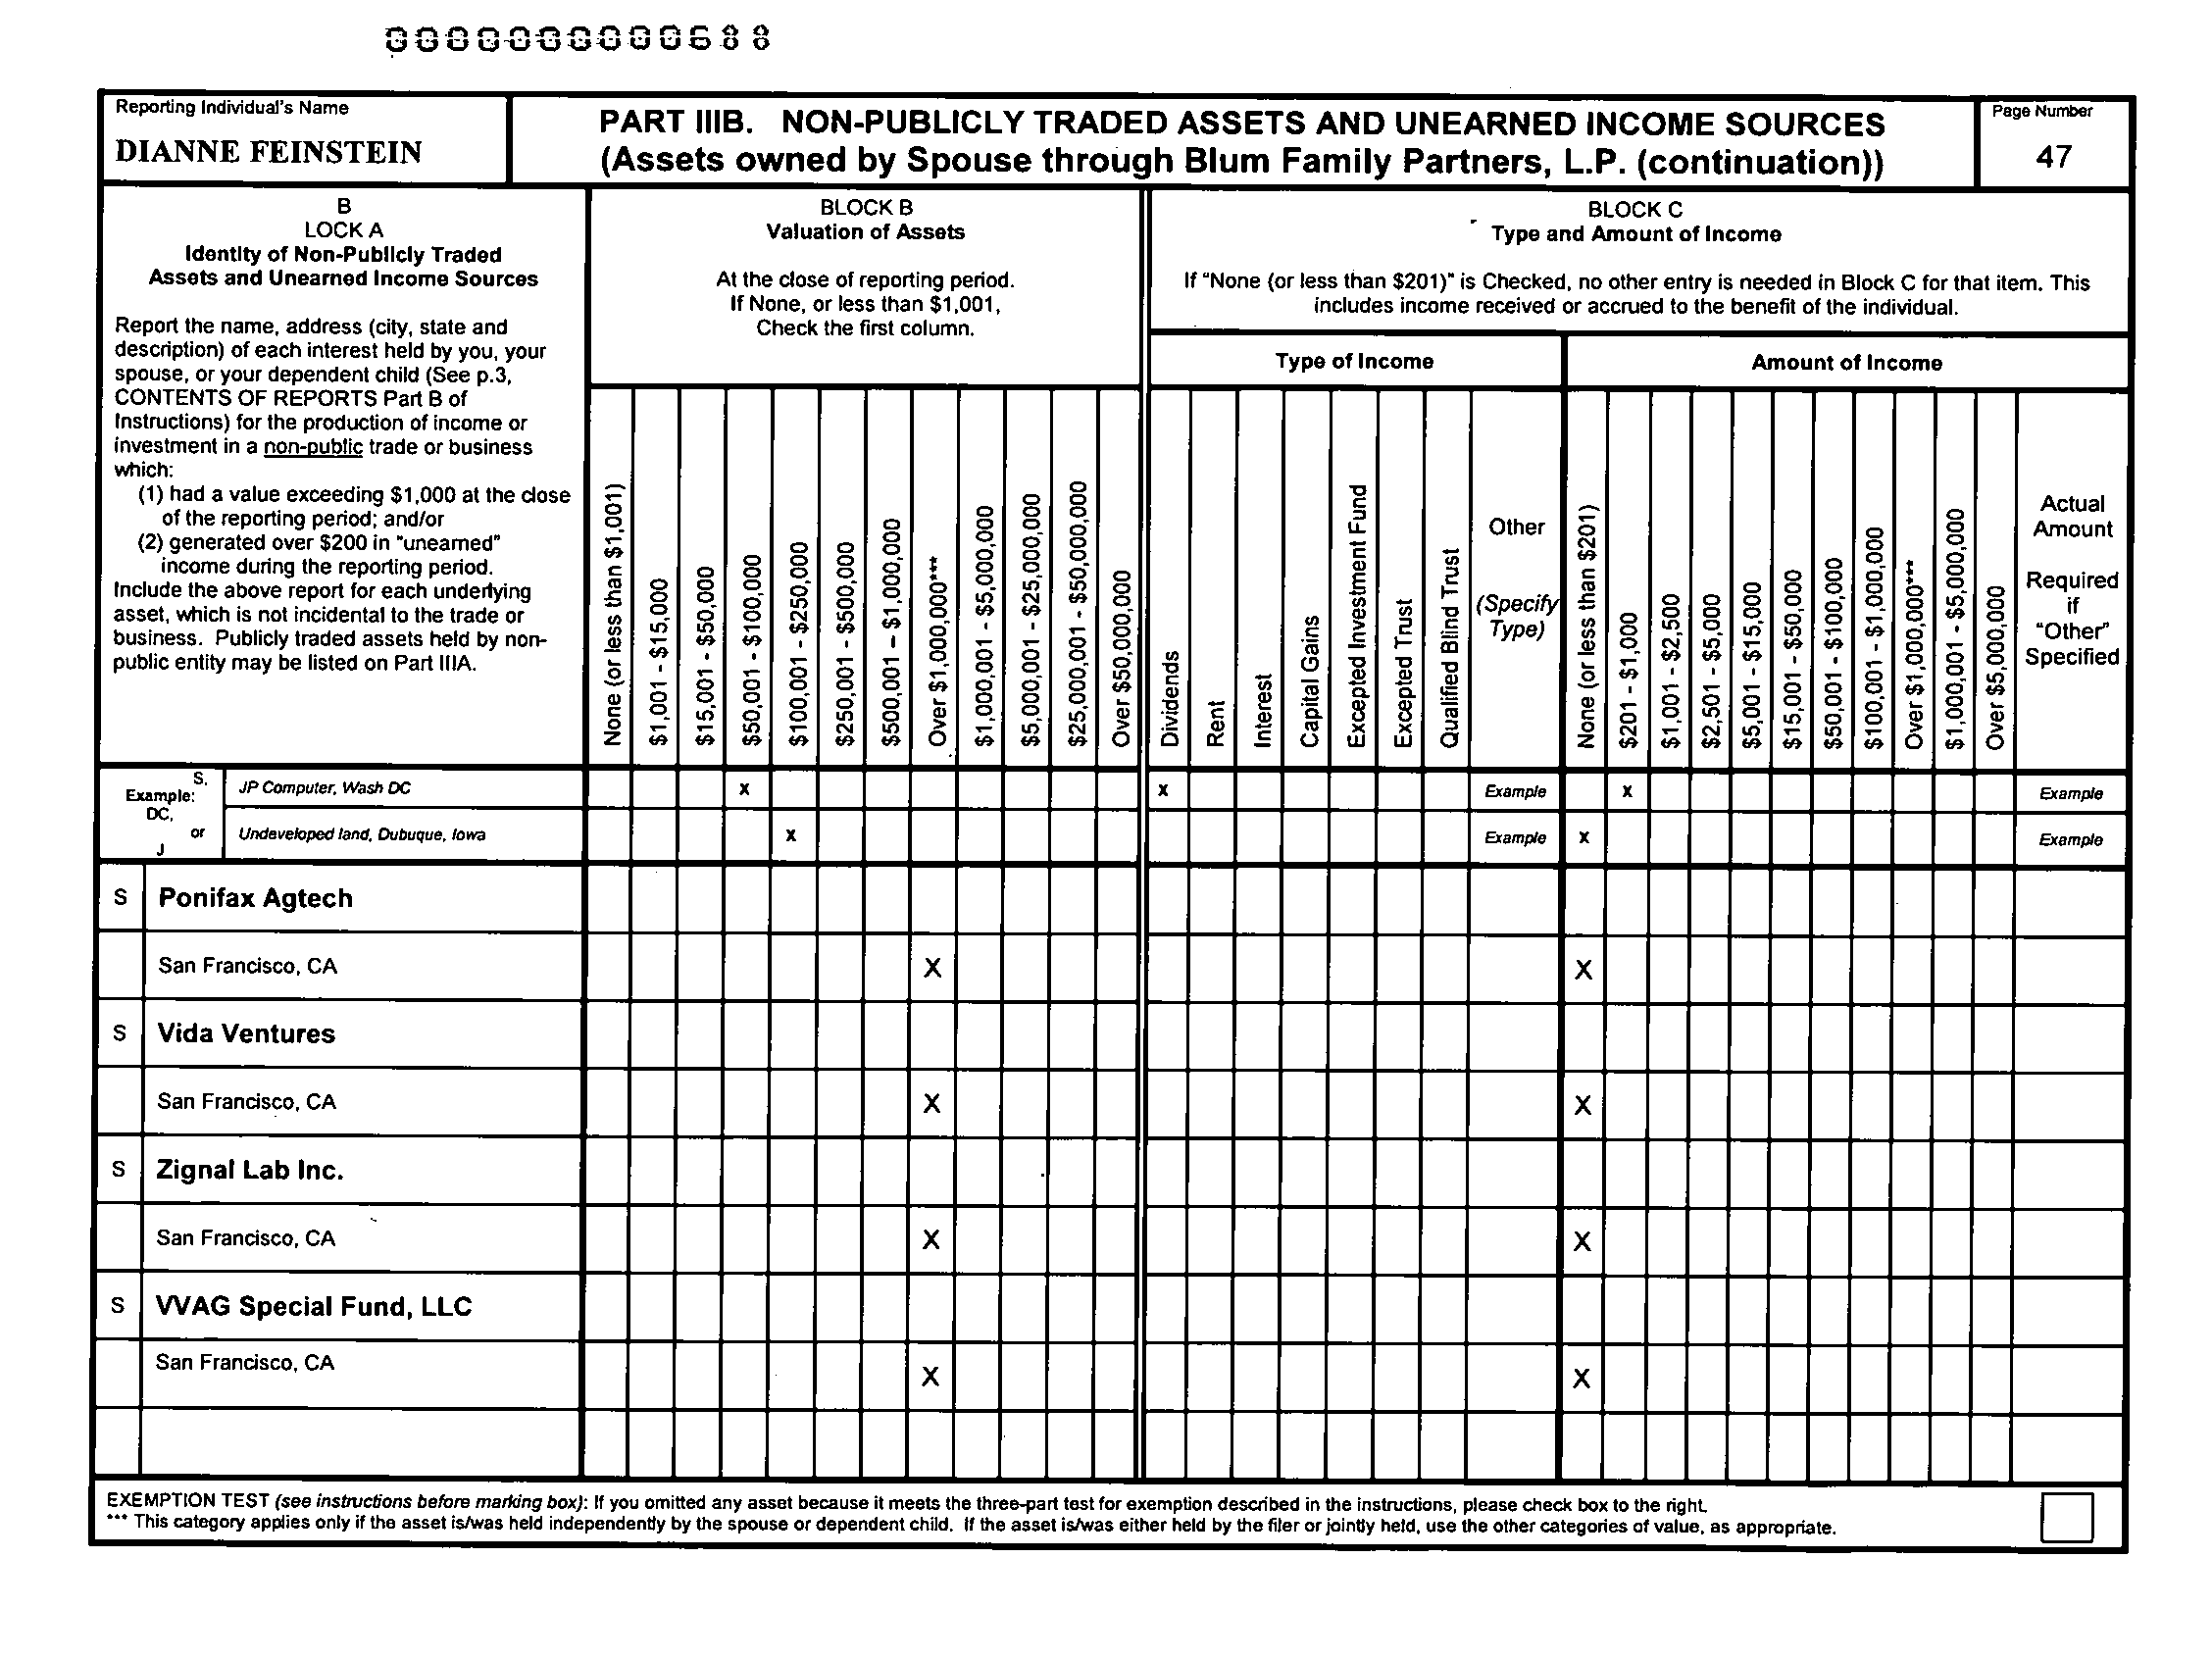 000000000688
Reporting Individual's Name
DIANNE FEINSTEIN
PART IIIB. NON-PUBLICLY TRADED ASSETS AND UNEARNED INCOME SOURCES
(Assets owned by Spouse through Blum Family Partners, L.P. (continuation))
Page Number
47
B
LOCK A
Identity of Non-Publicly Traded
Assets and Unearned Income Sources
Report the name, address (city, state and
description) of each interest held by you, your
spouse, or your dependent child (See p.3,
CONTENTS OF REPORTS Part B of
Instructions) for the production of income or
investment in a non-public trade or business
which:
(1) had a value exceeding $1,000 at the close
of the reporting period; and/or
(2) generated over $200 in "unearned"
income during the reporting period.
Include the above report for each underlying
asset, which is not incidental to the trade or
business. Publicly traded assets held by non-
public entity may be listed on Part IIIA.
BLOCK B
Valuation of Assets
At the close of reporting period.
If None, or less than $1,001,
Check the first column.
None (or less than $1,001)
$1,001 - $15,000
$15,001 - $50,000
$50,001 - $100,000
$100,001 - $250,000
$250,001 - $500,000
$500,001 – $1,000,000
Over $1,000,000***
$1,000,001 - $5,000,000
$5,000,001 - $25,000,000
$25,000,001 - $50,000,000
Over $50,000,000
BLOCK C
Type and Amount of Income
If "None (or less than $201)" is Checked, no other entry is needed in Block C for that item. This
includes income received or accrued to the benefit of the individual.
Type of Income
Dividends
Rent
Interest
Capital Gains
Excepted Investment Fund
Excepted Trust
Qualified Blind Trust
Other
(Specify
Type)
Amount of Income
None (or less than $201)
$201 - $1,000
$1,001 - $2,500
$2,501 - $5,000
$5,001 - $15,000
$15,001 - $50,000
$50,001 - $100,000
$100,001 - $1,000,000
Over $1,000,000***
$1,000,001 - $5,000,000
Over $5,000,000
Actual
Amount
Required
if
"Other"
Specified
S,
Example:
DC,
or
J
JP Computer, Wash DC x x Example x Example
Undeveloped land, Dubuque, Iowa x Example x Example
S Ponifax Agtech
San Francisco, CA X X
S Vida Ventures
San Francisco, CA X X
S Zignal Lab Inc.
San Francisco, CA X X
S VVAG Special Fund, LLC
San Francisco, CA X X
EXEMPTION TEST (see instructions before marking box): If you omitted any asset because it meets the three-part test for exemption described in the instructions, please check box to the right.
*** This category applies only if the asset is/was held independently by the spouse or dependent child. If the asset is/was either held by the filer or jointly held, use the other categories of value, as appropriate.